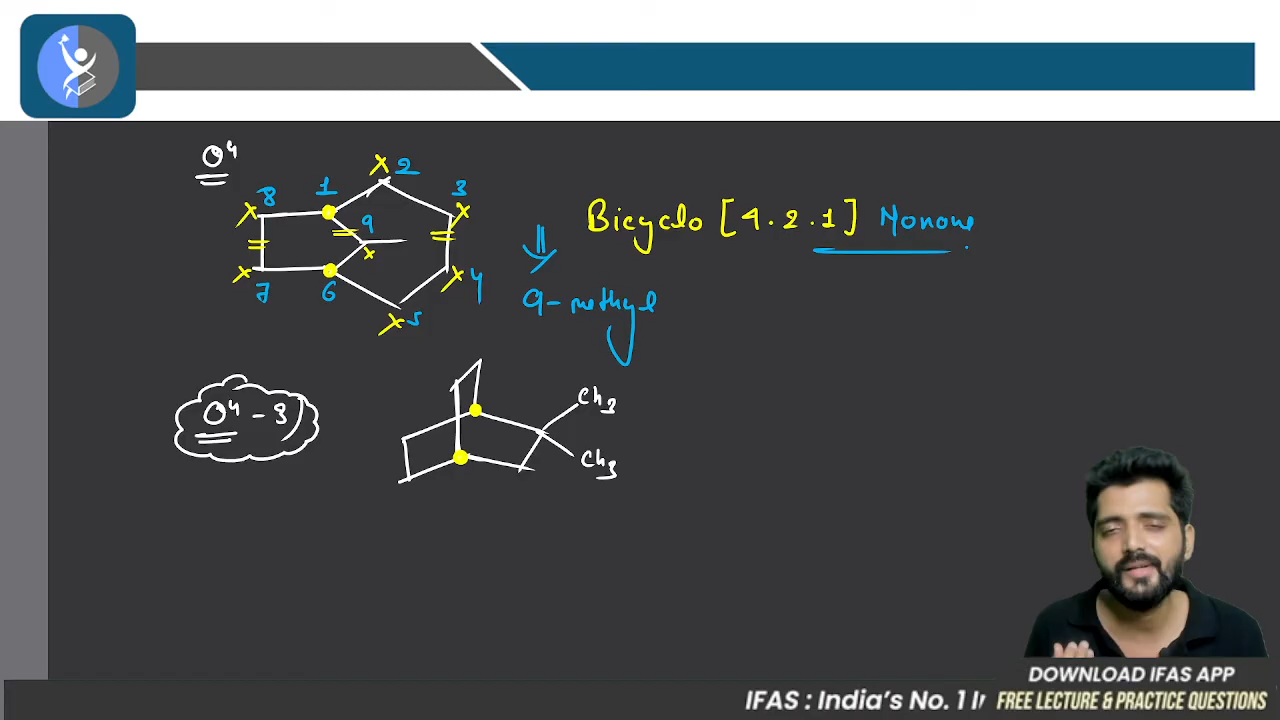 Q4
8 1 X 2 3
X X
9
X
X X
7 6 X 5 4
Bicyclo [4.2.1] Nonane
9-methyl
Q4 - 3)
CH3
CH3
DOWNLOAD IFAS APP
IFAS : India's No. 1 I
FREE LECTURE & PRACTICE QUESTIONS